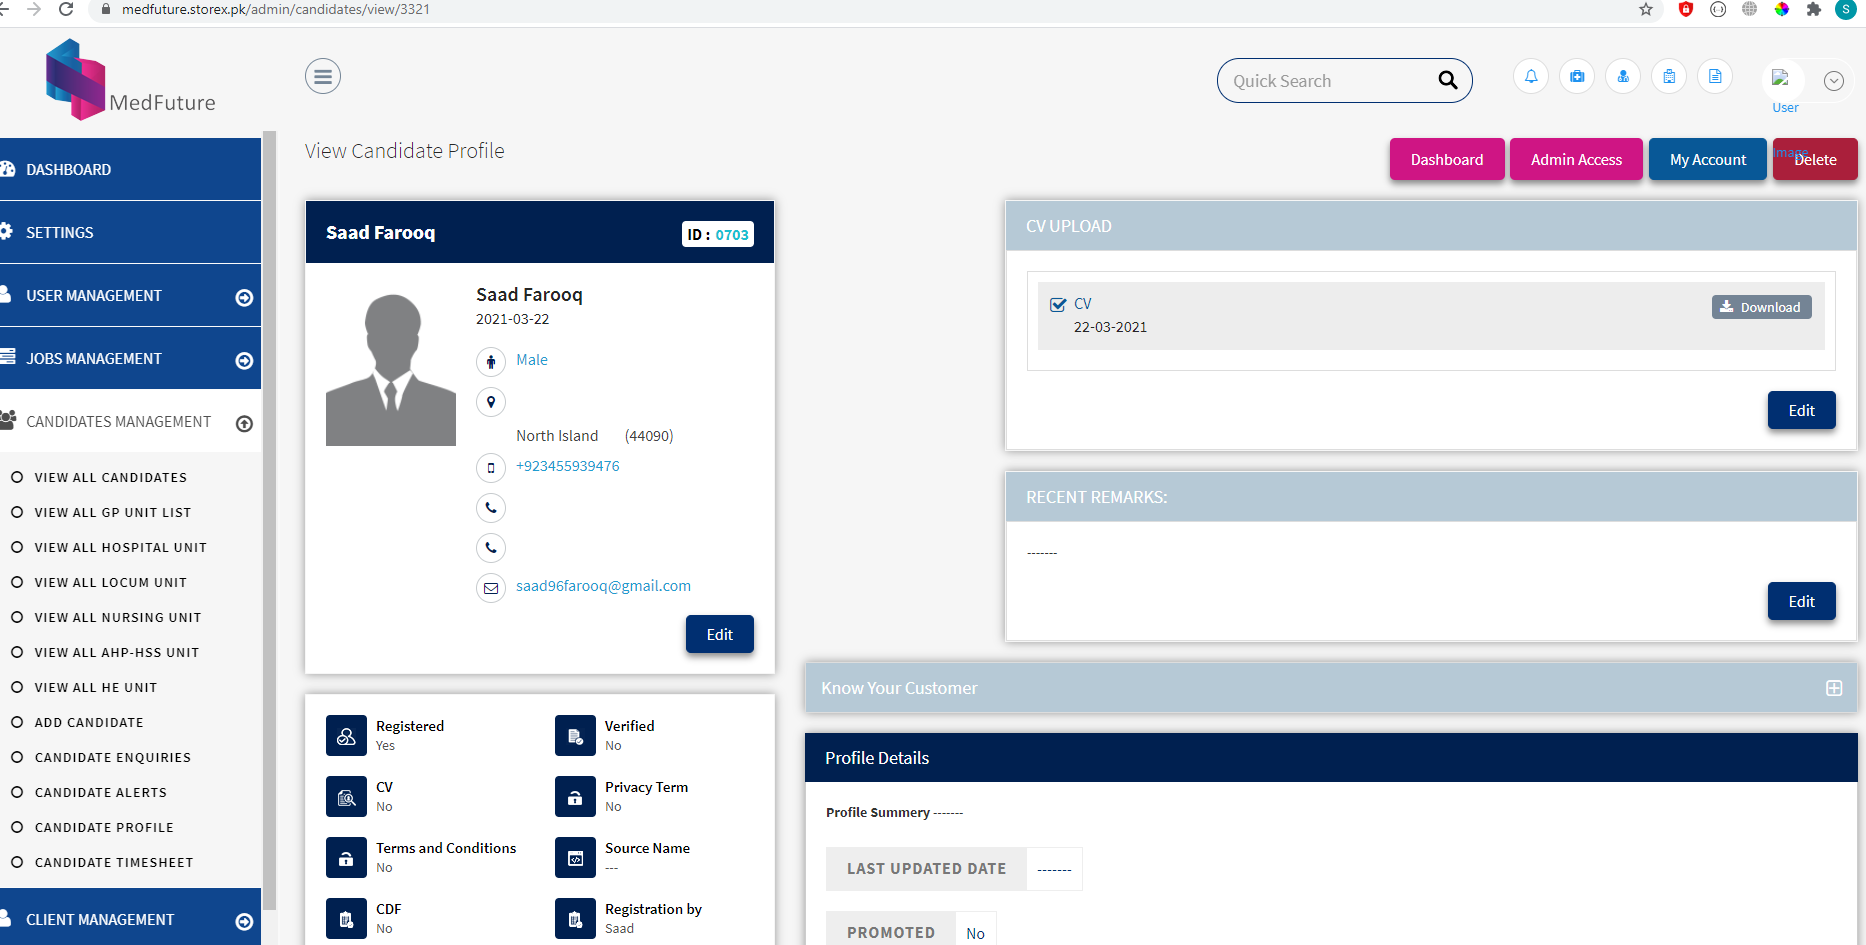 medfuture.storex.pk/admin/candidates/view/3321
S
MedFuture
Quick Search
User
Image
View Candidate Profile
Dashboard
Admin Access
My Account
Delete
DASHBOARD
SETTINGS
USER MANAGEMENT
JOBS MANAGEMENT
CANDIDATES MANAGEMENT
VIEW ALL CANDIDATES
VIEW ALL GP UNIT LIST
VIEW ALL HOSPITAL UNIT
VIEW ALL LOCUM UNIT
VIEW ALL NURSING UNIT
VIEW ALL AHP-HSS UNIT
VIEW ALL HE UNIT
ADD CANDIDATE
CANDIDATE ENQUIRIES
CANDIDATE ALERTS
CANDIDATE PROFILE
CANDIDATE TIMESHEET
CLIENT MANAGEMENT
Saad Farooq
ID : 0703
Saad Farooq
2021-03-22
Male
North Island (44090)
+923455939476
saad96farooq@gmail.com
Edit
Registered
Yes
Verified
No
CV
No
Privacy Term
No
Terms and Conditions
No
Source Name
---
CDF
No
Registration by
Saad
CV UPLOAD
CV
22-03-2021
Download
Edit
RECENT REMARKS:
-------
Edit
Know Your Customer
Profile Details
Profile Summery -------
LAST UPDATED DATE -------
PROMOTED No